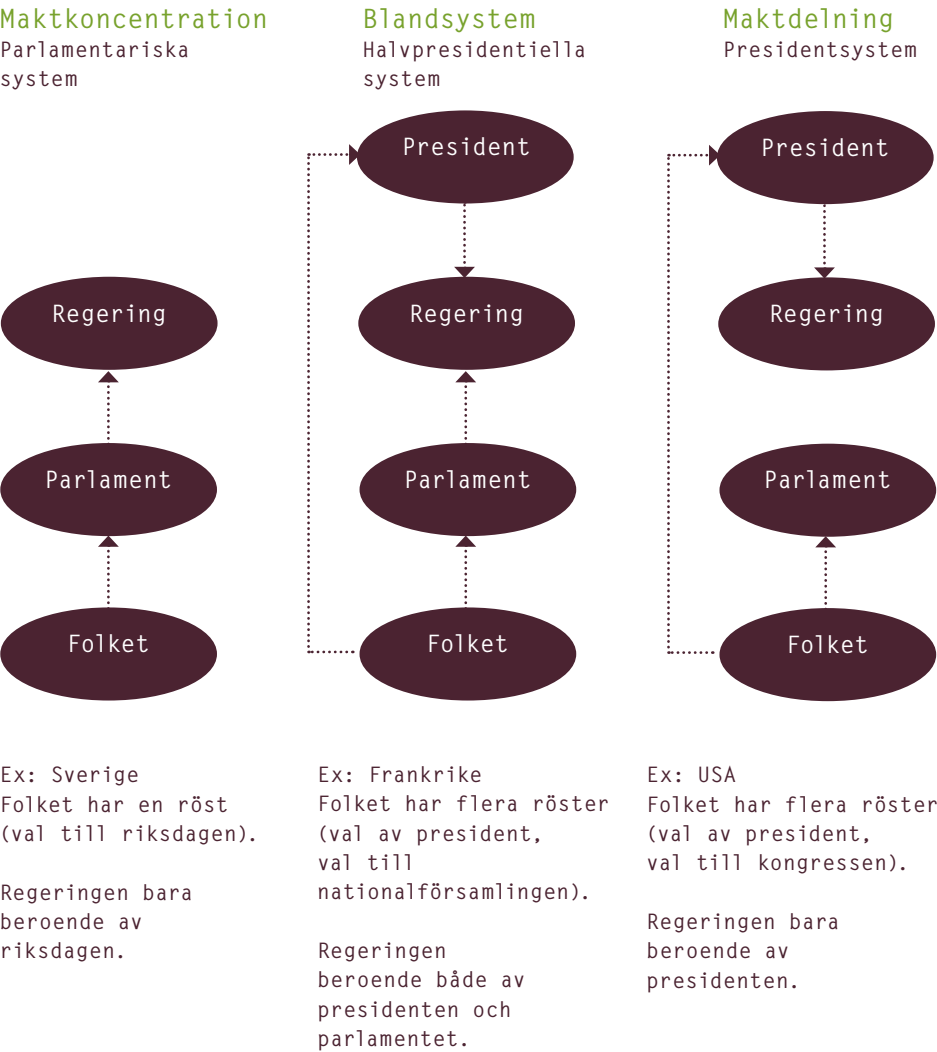 Maktkoncentration
Parlamentariska
system
Regering
Parlament
Folket
Ex: Sverige
Folket har en röst
(val till riksdagen).
Regeringen bara
beroende av
riksdagen.
Blandsystem
Halvpresidentiella
system
President
Regering
Parlament
Folket
Ex: Frankrike
Folket har flera röster
(val av president,
val till
nationalförsamlingen).
Regeringen
beroende både av
presidenten och
parlamentet.
Maktdelning
Presidentsystem
President
Regering
Parlament
Folket
Ex: USA
Folket har flera röster
(val av president,
val till kongressen).
Regeringen bara
beroende av
presidenten.